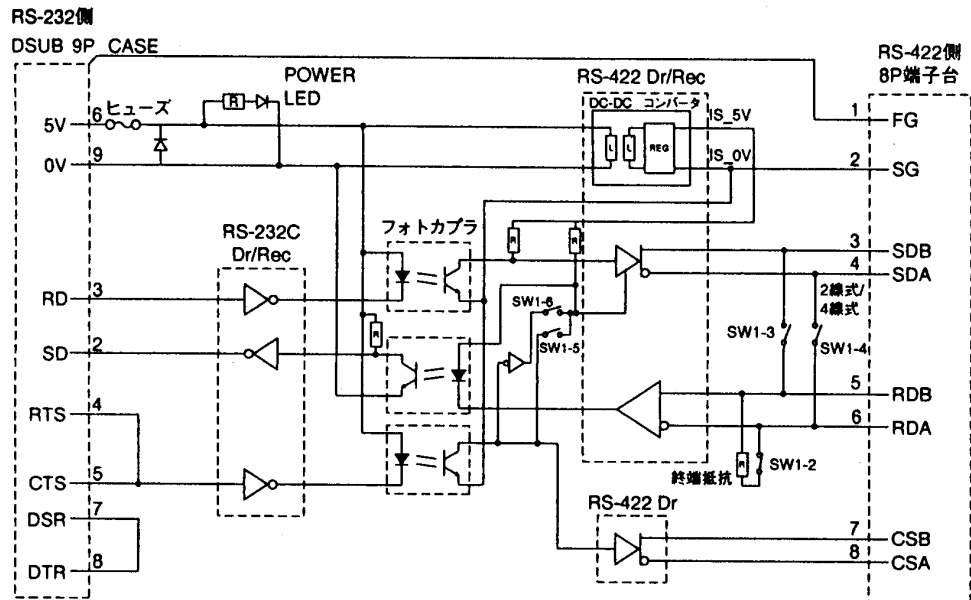 RS-232側
DSUB 9P CASE
RS-422側
8P端子台
POWER
LED
RS-422 Dr/Rec
DC-DC コンバータ
ヒューズ
R
5V 6
0V 9
L L REG
IS_5V
IS_0V
1 FG
2 SG
RS-232C
Dr/Rec
フォトカプラ
R R
3 SDB
4 SDA
2線式/
4線式
RD 3
SW1-6
SW1-5
SW1-3
SW1-4
R
SD 2
5 RDB
6 RDA
RTS 4
R
SW1-2
終端抵抗
CTS 5
DSR 7
DTR 8
RS-422 Dr
7 CSB
8 CSA